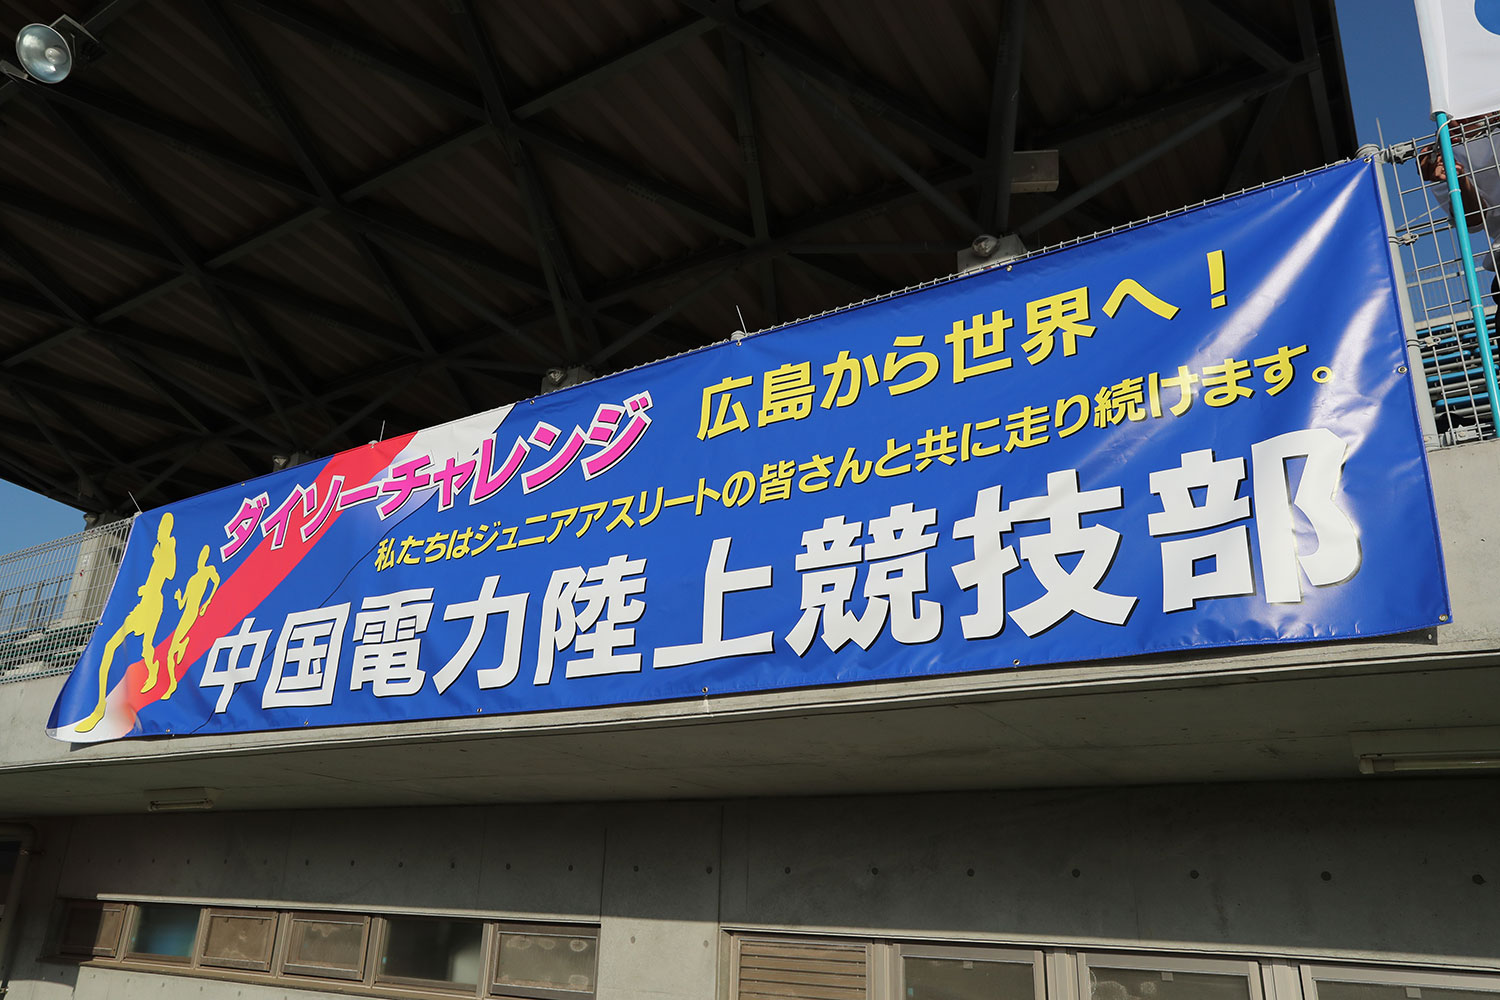 ダイソーチャレンジ 広島から世界へ！
私たちはジュニアアスリートの皆さんと共に走り続けます。
中国電力陸上競技部